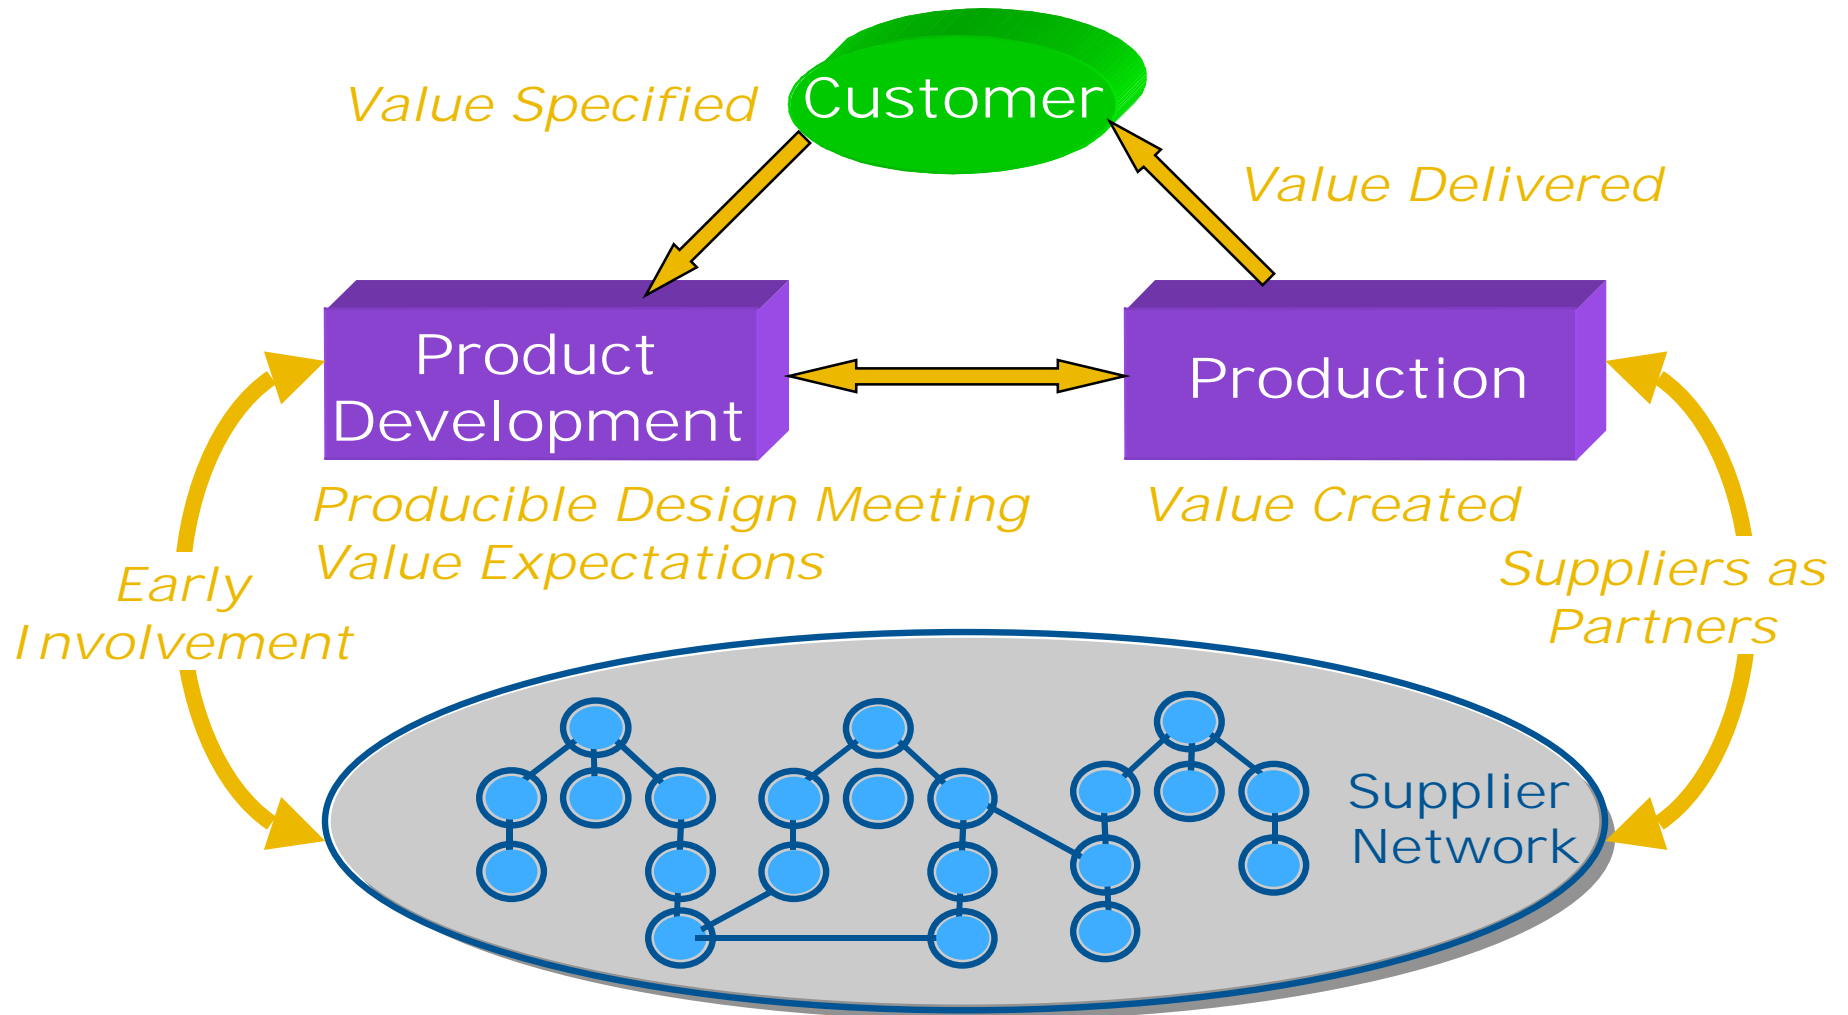 Customer
Value Specified
Value Delivered
Product
Development
Production
Producible Design Meeting
Value Expectations
Value Created
Early
Involvement
Suppliers as
Partners
Supplier
Network